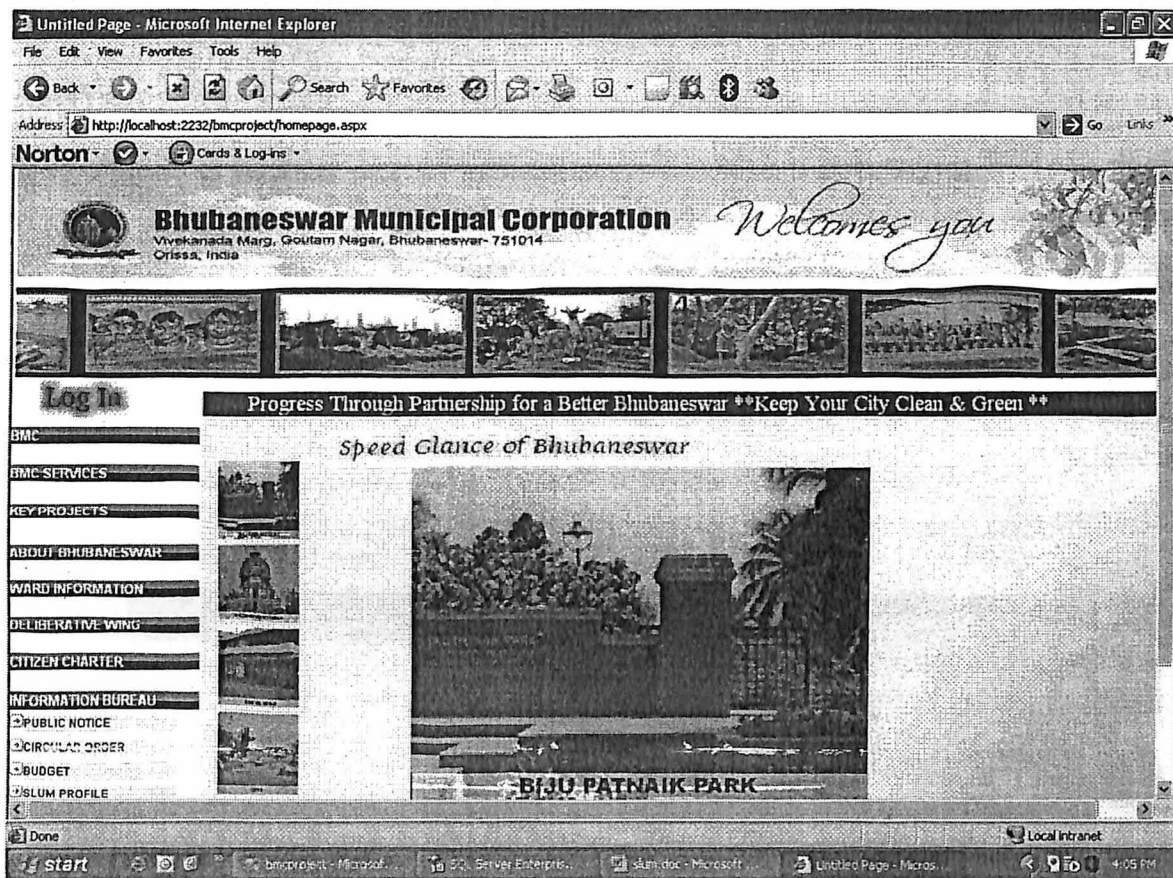 Untitled Page - Microsoft Internet Explorer
File Edit View Favorites Tools Help
Back Search Favorites
Address http://localhost:2232/bmcproject/homepage.aspx Go Links
Norton Cards & Log-ins
Bhubaneswar Municipal Corporation
Vivekanada Marg, Goutam Nagar, Bhubaneswar- 751014
Orissa, India
Welcomes you
Log In
Progress Through Partnership for a Better Bhubaneswar **Keep Your City Clean & Green **
Speed Glance of Bhubaneswar
BMC
BMC SERVICES
KEY PROJECTS
ABOUT BHUBANESWAR
WARD INFORMATION
DELIBERATIVE WING
CITIZEN CHARTER
INFORMATION BUREAU
PUBLIC NOTICE
CIRCULAR ORDER
BUDGET
SLUM PROFILE
BIJU PATNAIK PARK
Done Local intranet
start bmcproject - Microsof... SQL Server Enterpris... slum.doc - Microsoft ... Untitled Page - Micros... 4:05 PM